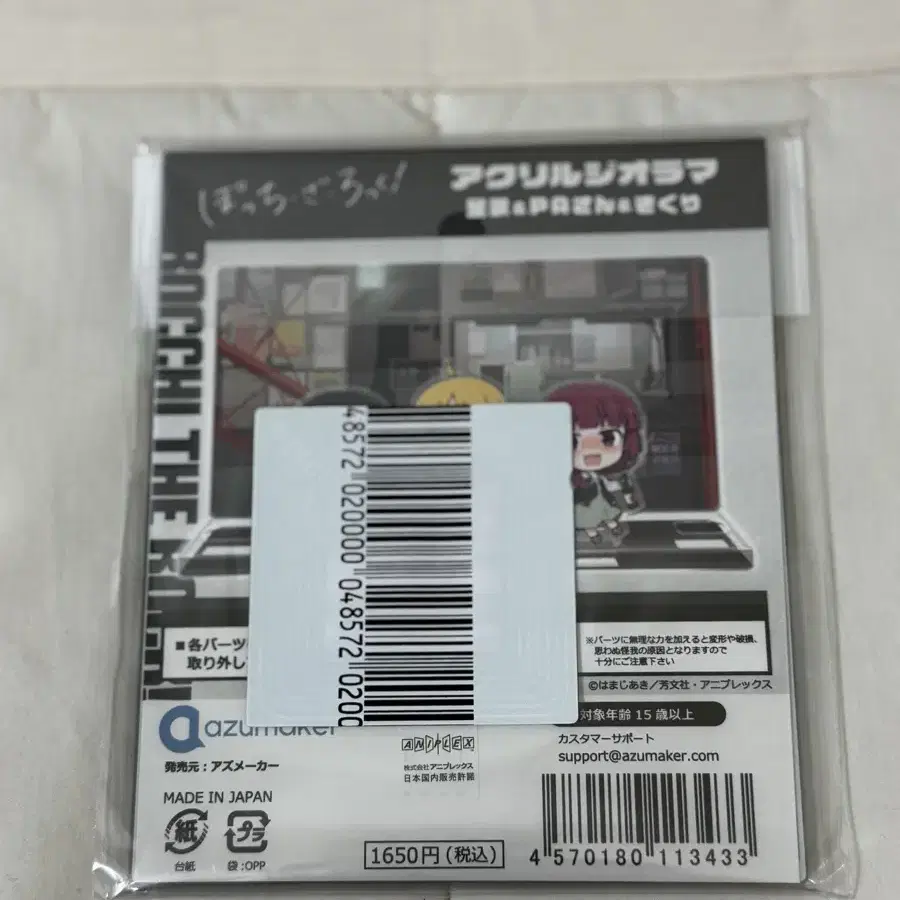 ぼっち・ざ・ろっく!
アクリルジオラマ
星歌&PAさん&きくり
BOCCHI THE ROCK!
48572 020000 048572 0200
■各パーツ
取り外し
※パーツに無理な力を加えると変形や破損、
思わぬ怪我の原因となりますので
十分にご注意下さい
©はまじあき/芳文社・アニプレックス
azumaker
対象年齢15歳以上
発売元:アズメーカー
ANIPLEX
株式会社アニプレックス
日本国内販売許諾
カスタマーサポート
support@azumaker.com
MADE IN JAPAN
紙
プラ
台紙
袋:OPP
1650円(税込)
4 570180 113433